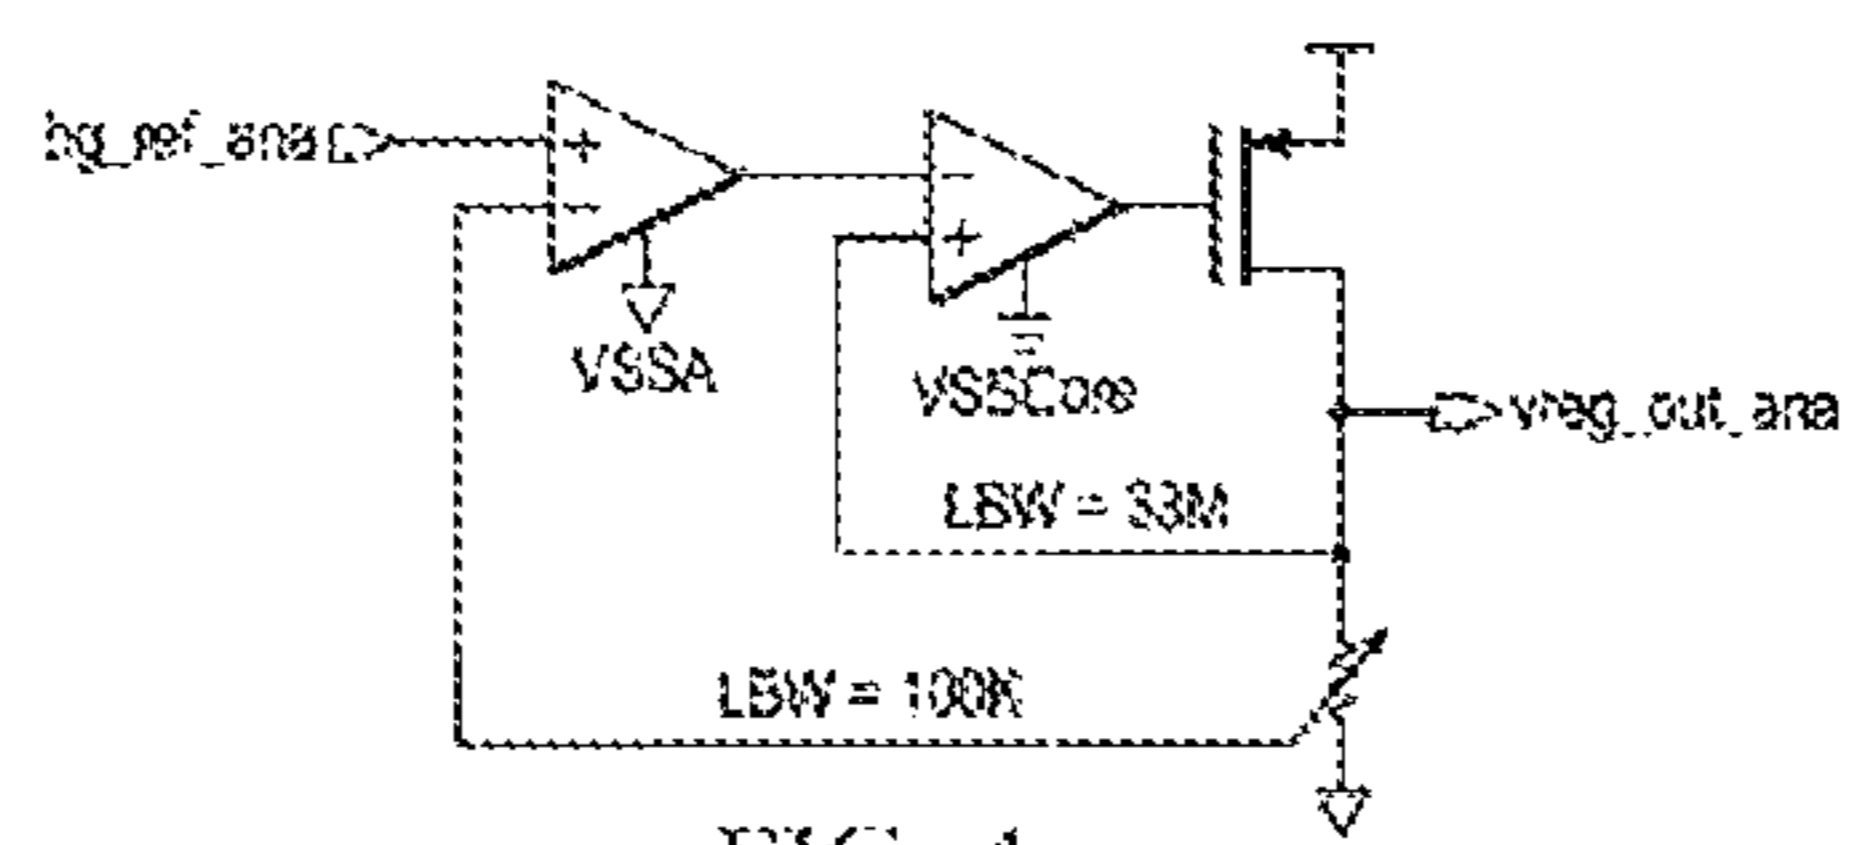 bg_ref_ana
+
−
−
+
VSSA
VSSCore
vreg_out_ana
LBW = 33M
LBW = 100K